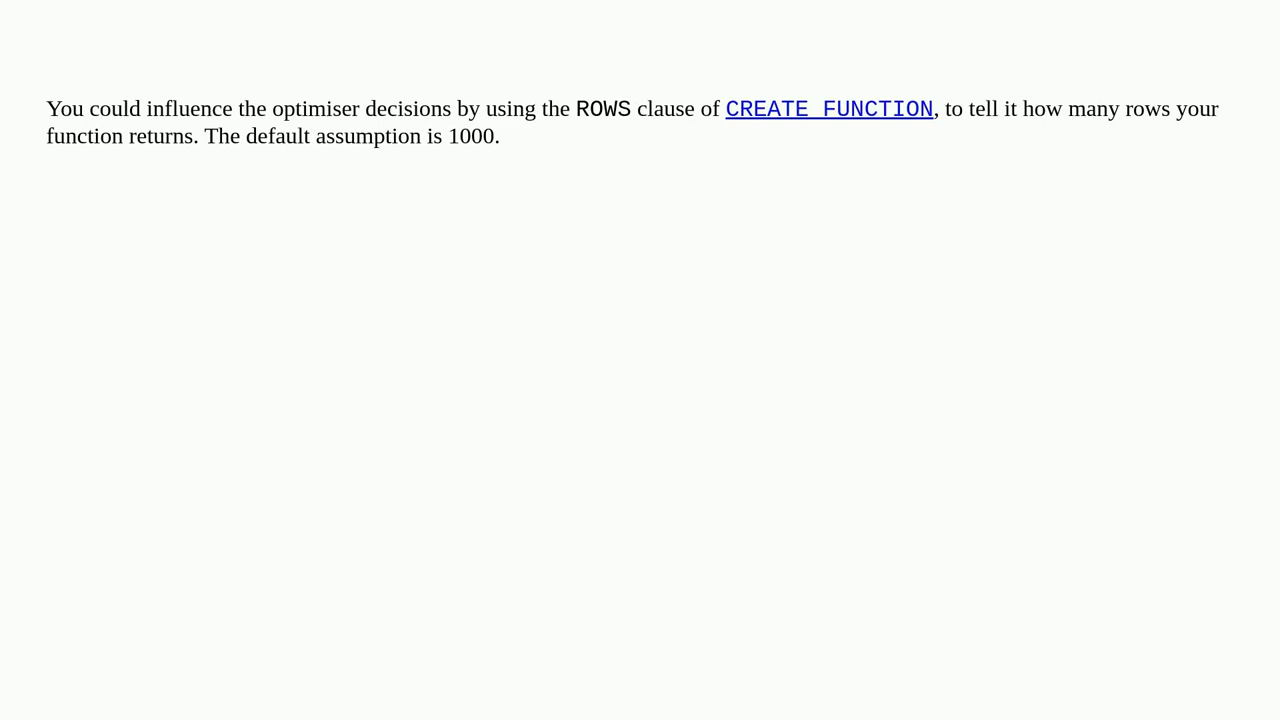 You could influence the optimiser decisions by using the ROWS clause of CREATE FUNCTION, to tell it how many rows your
function returns. The default assumption is 1000.